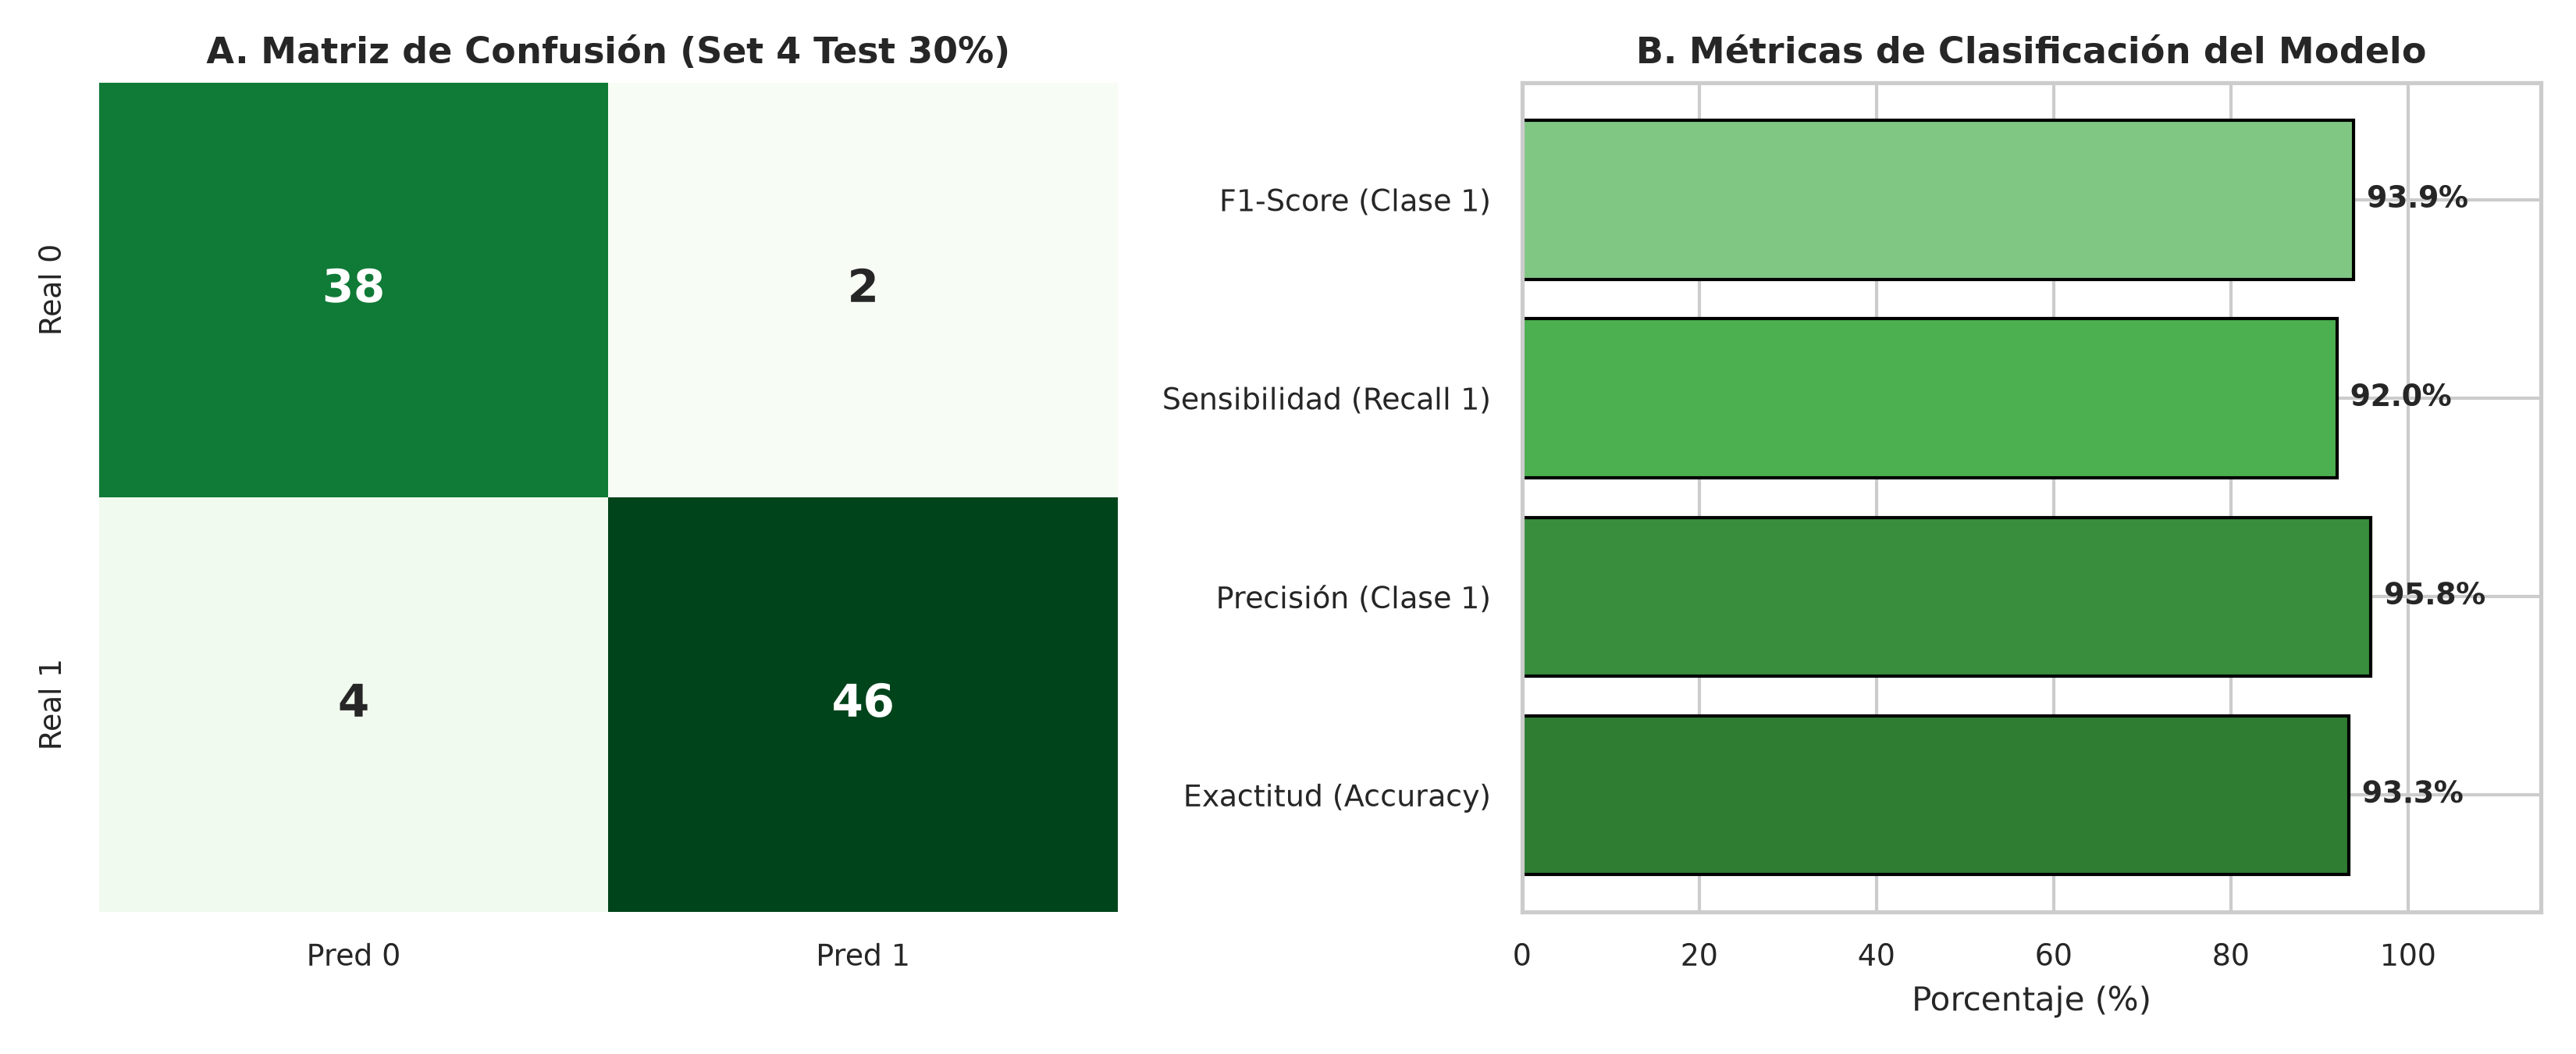 A. Matriz de Confusión (Set 4 Test 30%)
Real 0
38
2
Real 1
4
46
Pred 0
Pred 1
B. Métricas de Clasificación del Modelo
F1-Score (Clase 1)
93.9%
Sensibilidad (Recall 1)
92.0%
Precisión (Clase 1)
95.8%
Exactitud (Accuracy)
93.3%
0
20
40
60
80
100
Porcentaje (%)